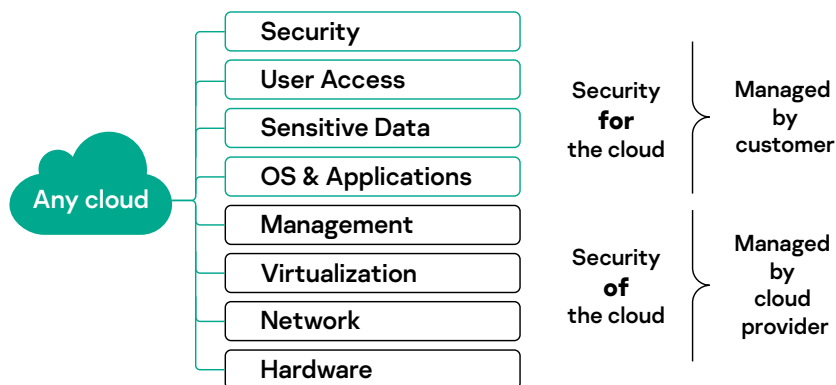 Any cloud
Security
User Access
Sensitive Data
OS & Applications
Management
Virtualization
Network
Hardware
Security
for
the cloud
Managed
by
customer
Security
of
the cloud
Managed
by
cloud
provider